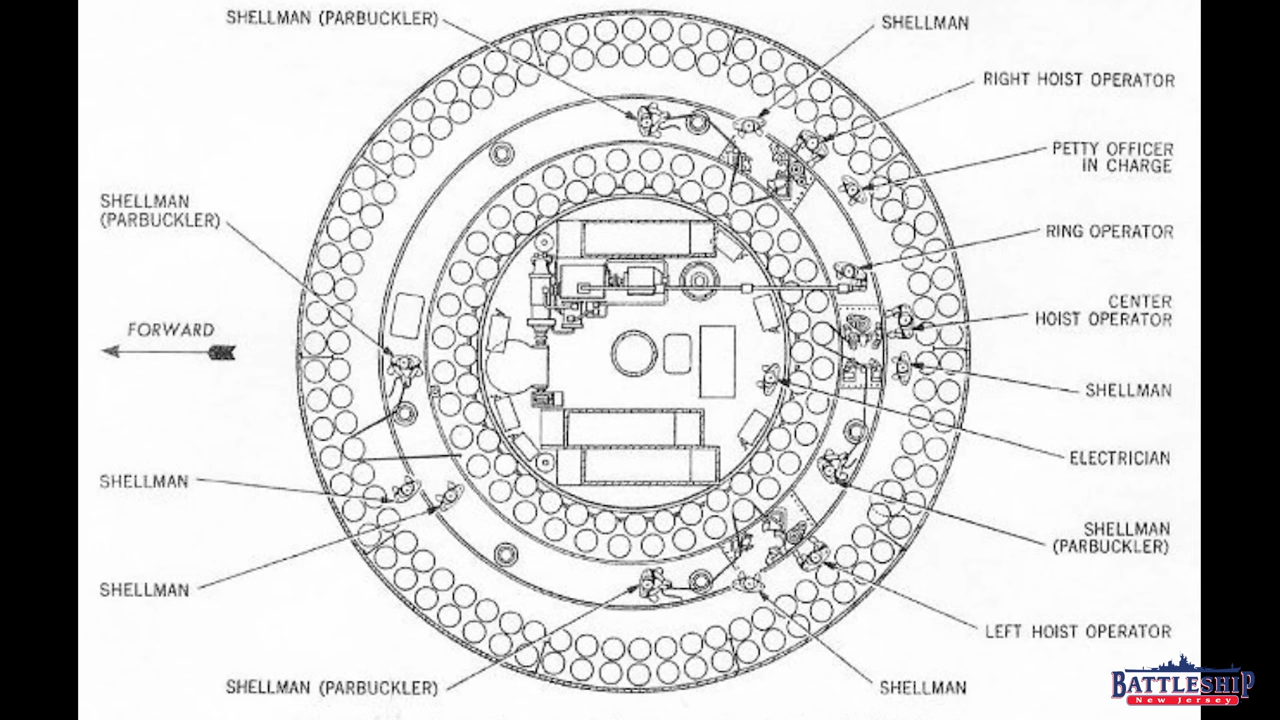 SHELLMAN (PARBUCKLER)
SHELLMAN
RIGHT HOIST OPERATOR
PETTY OFFICER
IN CHARGE
SHELLMAN
(PARBUCKLER)
RING OPERATOR
CENTER
HOIST OPERATOR
FORWARD
SHELLMAN
ELECTRICIAN
SHELLMAN
SHELLMAN
(PARBUCKLER)
SHELLMAN
LEFT HOIST OPERATOR
SHELLMAN (PARBUCKLER)
SHELLMAN
BATTLESHIP
New Jersey